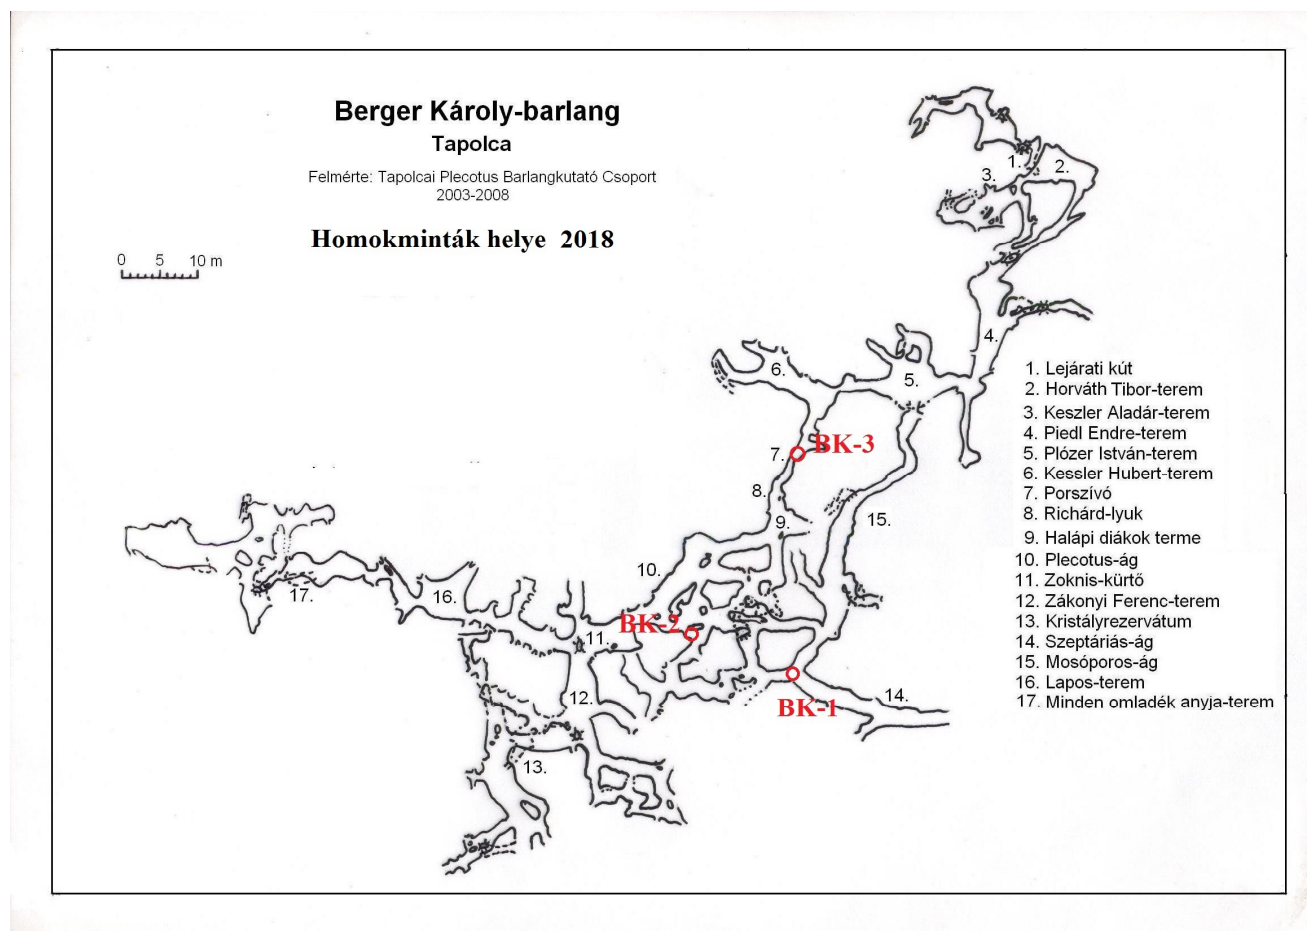 Berger Károly-barlang
Tapolca
Felmérte: Tapolcai Plecotus Barlangkutató Csoport
2003-2008
Homokminták helye 2018
0 5 10 m
1.
2.
3.
4.
5.
6.
BK-3
7.
8.
9.
15.
10.
17.
16.
BK-2
11.
12.
14.
BK-1
13.
1. Lejárati kút
2. Horváth Tibor-terem
3. Keszler Aladár-terem
4. Piedl Endre-terem
5. Plózer István-terem
6. Kessler Hubert-terem
7. Porszívó
8. Richárd-lyuk
9. Halápi diákok terme
10. Plecotus-ág
11. Zoknis-kürtő
12. Zákonyi Ferenc-terem
13. Kristályrezervátum
14. Szeptáriás-ág
15. Mosóporos-ág
16. Lapos-terem
17. Minden omladék anyja-terem